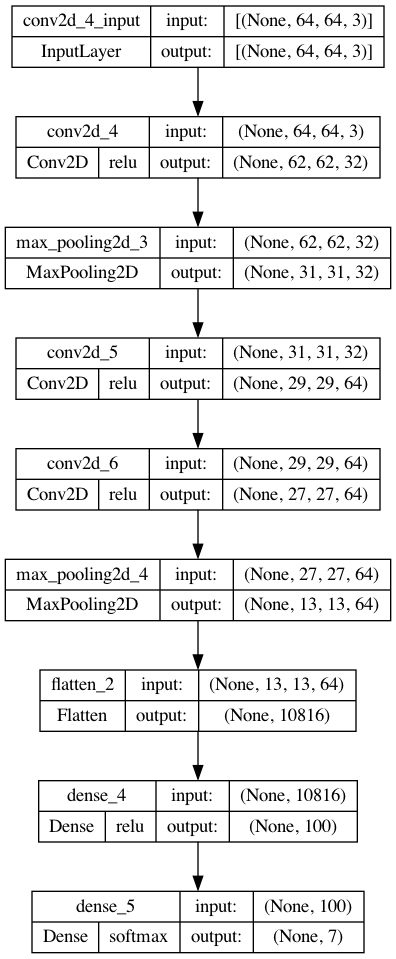 conv2d_4_input input: [(None, 64, 64, 3)]
InputLayer output: [(None, 64, 64, 3)]
conv2d_4 input: (None, 64, 64, 3)
Conv2D relu output: (None, 62, 62, 32)
max_pooling2d_3 input: (None, 62, 62, 32)
MaxPooling2D output: (None, 31, 31, 32)
conv2d_5 input: (None, 31, 31, 32)
Conv2D relu output: (None, 29, 29, 64)
conv2d_6 input: (None, 29, 29, 64)
Conv2D relu output: (None, 27, 27, 64)
max_pooling2d_4 input: (None, 27, 27, 64)
MaxPooling2D output: (None, 13, 13, 64)
flatten_2 input: (None, 13, 13, 64)
Flatten output: (None, 10816)
dense_4 input: (None, 10816)
Dense relu output: (None, 100)
dense_5 input: (None, 100)
Dense softmax output: (None, 7)